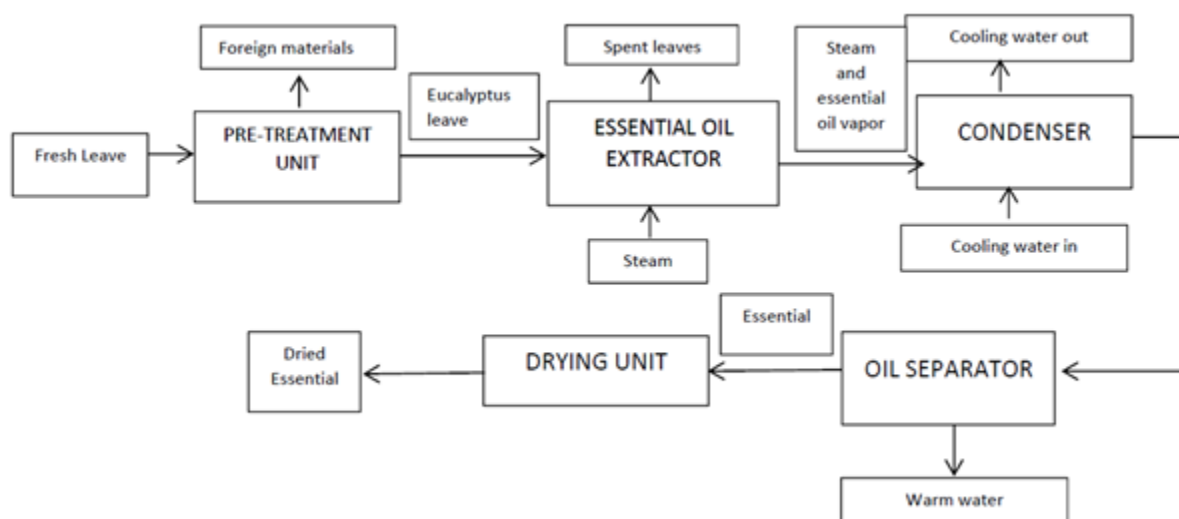 Foreign materials
Spent leaves
Steam
and
essential
oil vapor
Cooling water out
Eucalyptus
leave
Fresh Leave
PRE-TREATMENT
UNIT
ESSENTIAL OIL
EXTRACTOR
CONDENSER
Steam
Cooling water in
Essential
Dried
Essential
DRYING UNIT
OIL SEPARATOR
Warm water